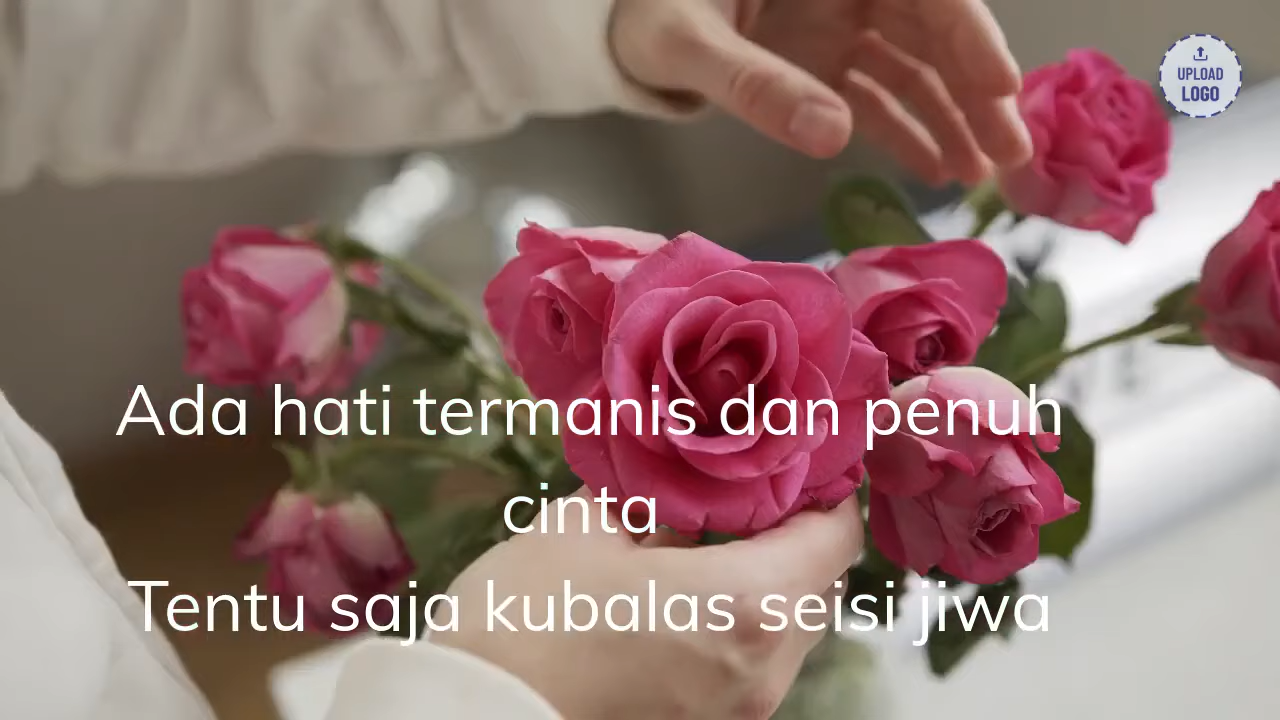 UPLOAD
LOGO
Ada hati termanis dan penuh
cinta
Tentu saja kubalas seisi jiwa